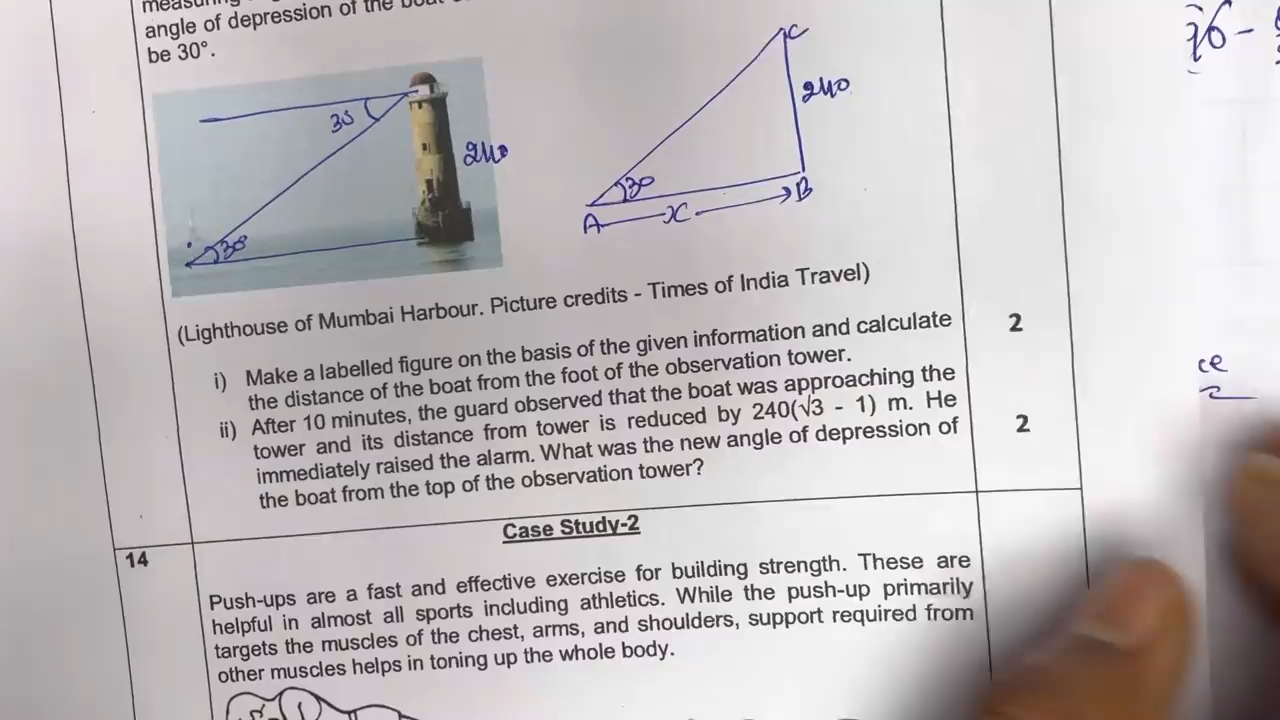 angle of depression of the boat
be 30°.
30
240
30°
C
240
30
A x B
(Lighthouse of Mumbai Harbour. Picture credits - Times of India Travel)
i) Make a labelled figure on the basis of the given information and calculate
the distance of the boat from the foot of the observation tower.
2
ii) After 10 minutes, the guard observed that the boat was approaching the
tower and its distance from tower is reduced by 240(√3 - 1) m. He
immediately raised the alarm. What was the new angle of depression of
the boat from the top of the observation tower?
2
14
Case Study-2
Push-ups are a fast and effective exercise for building strength. These are
helpful in almost all sports including athletics. While the push-up primarily
targets the muscles of the chest, arms, and shoulders, support required from
other muscles helps in toning up the whole body.